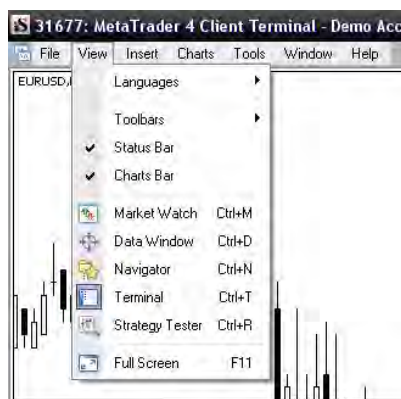 31677: MetaTrader 4 Client Terminal - Demo Acc
File View Insert Charts Tools Window Help
EURUSD,
Languages
Toolbars
Status Bar
Charts Bar
Market Watch Ctrl+M
Data Window Ctrl+D
Navigator Ctrl+N
Terminal Ctrl+T
Strategy Tester Ctrl+R
Full Screen F11